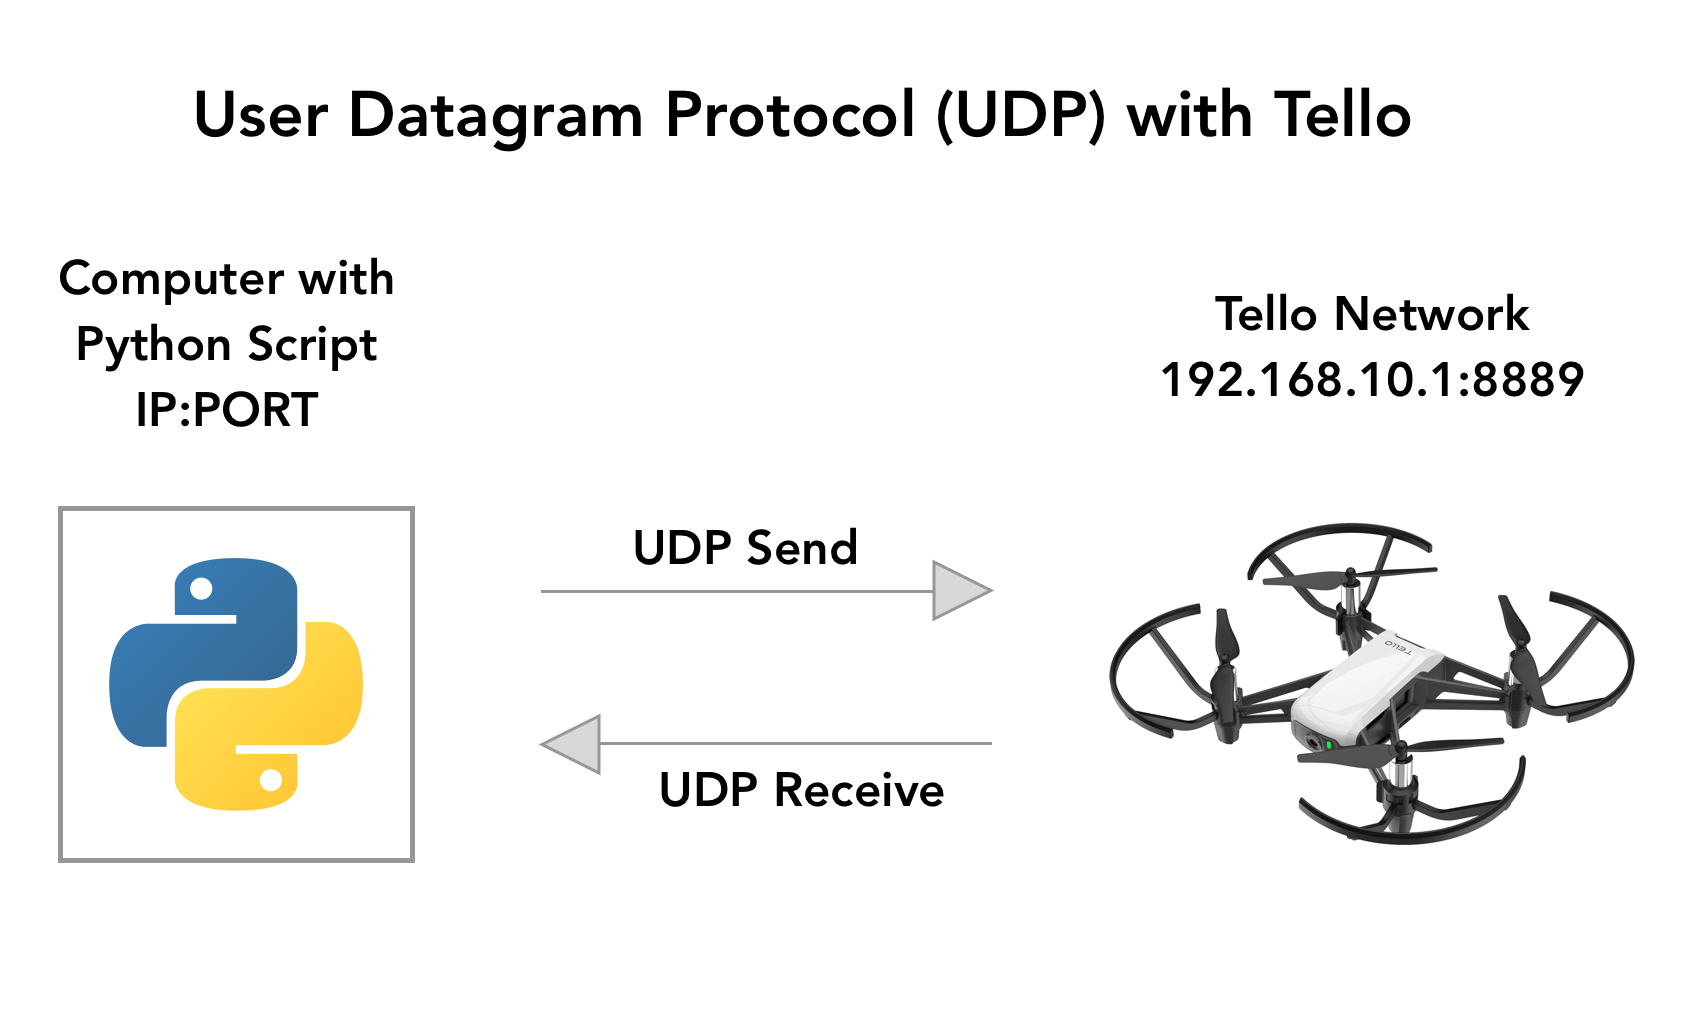 User Datagram Protocol (UDP) with Tello
Computer with
Python Script
IP:PORT
Tello Network
192.168.10.1:8889
UDP Send
UDP Receive
TELLO